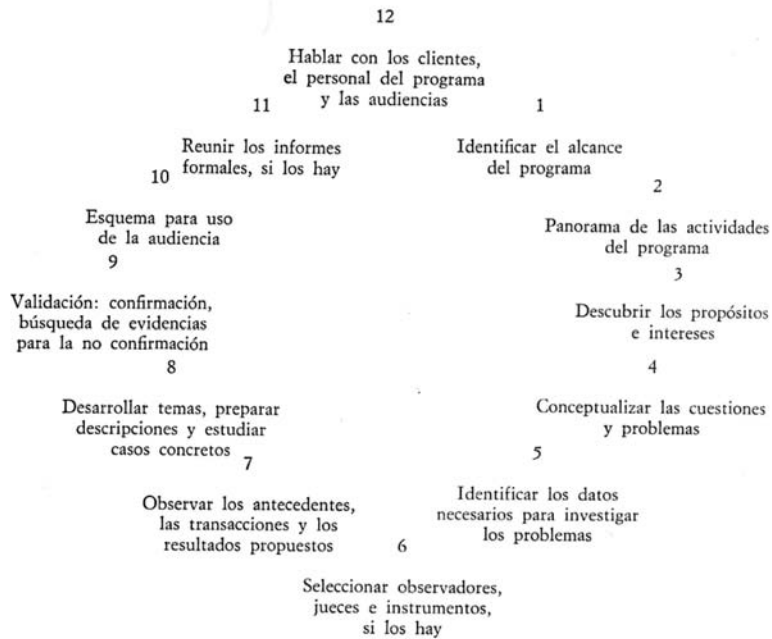 12
Hablar con los clientes,
el personal del programa
y las audiencias
11
1
Reunir los informes
formales, si los hay
Identificar el alcance
del programa
10
2
Esquema para uso
de la audiencia
Panorama de las actividades
del programa
9
3
Validación: confirmación,
búsqueda de evidencias
para la no confirmación
Descubrir los propósitos
e intereses
8
4
Desarrollar temas, preparar
descripciones y estudiar
casos concretos
Conceptualizar las cuestiones
y problemas
7
5
Observar los antecedentes,
las transacciones y los
resultados propuestos
Identificar los datos
necesarios para investigar
los problemas
6
Seleccionar observadores,
jueces e instrumentos,
si los hay